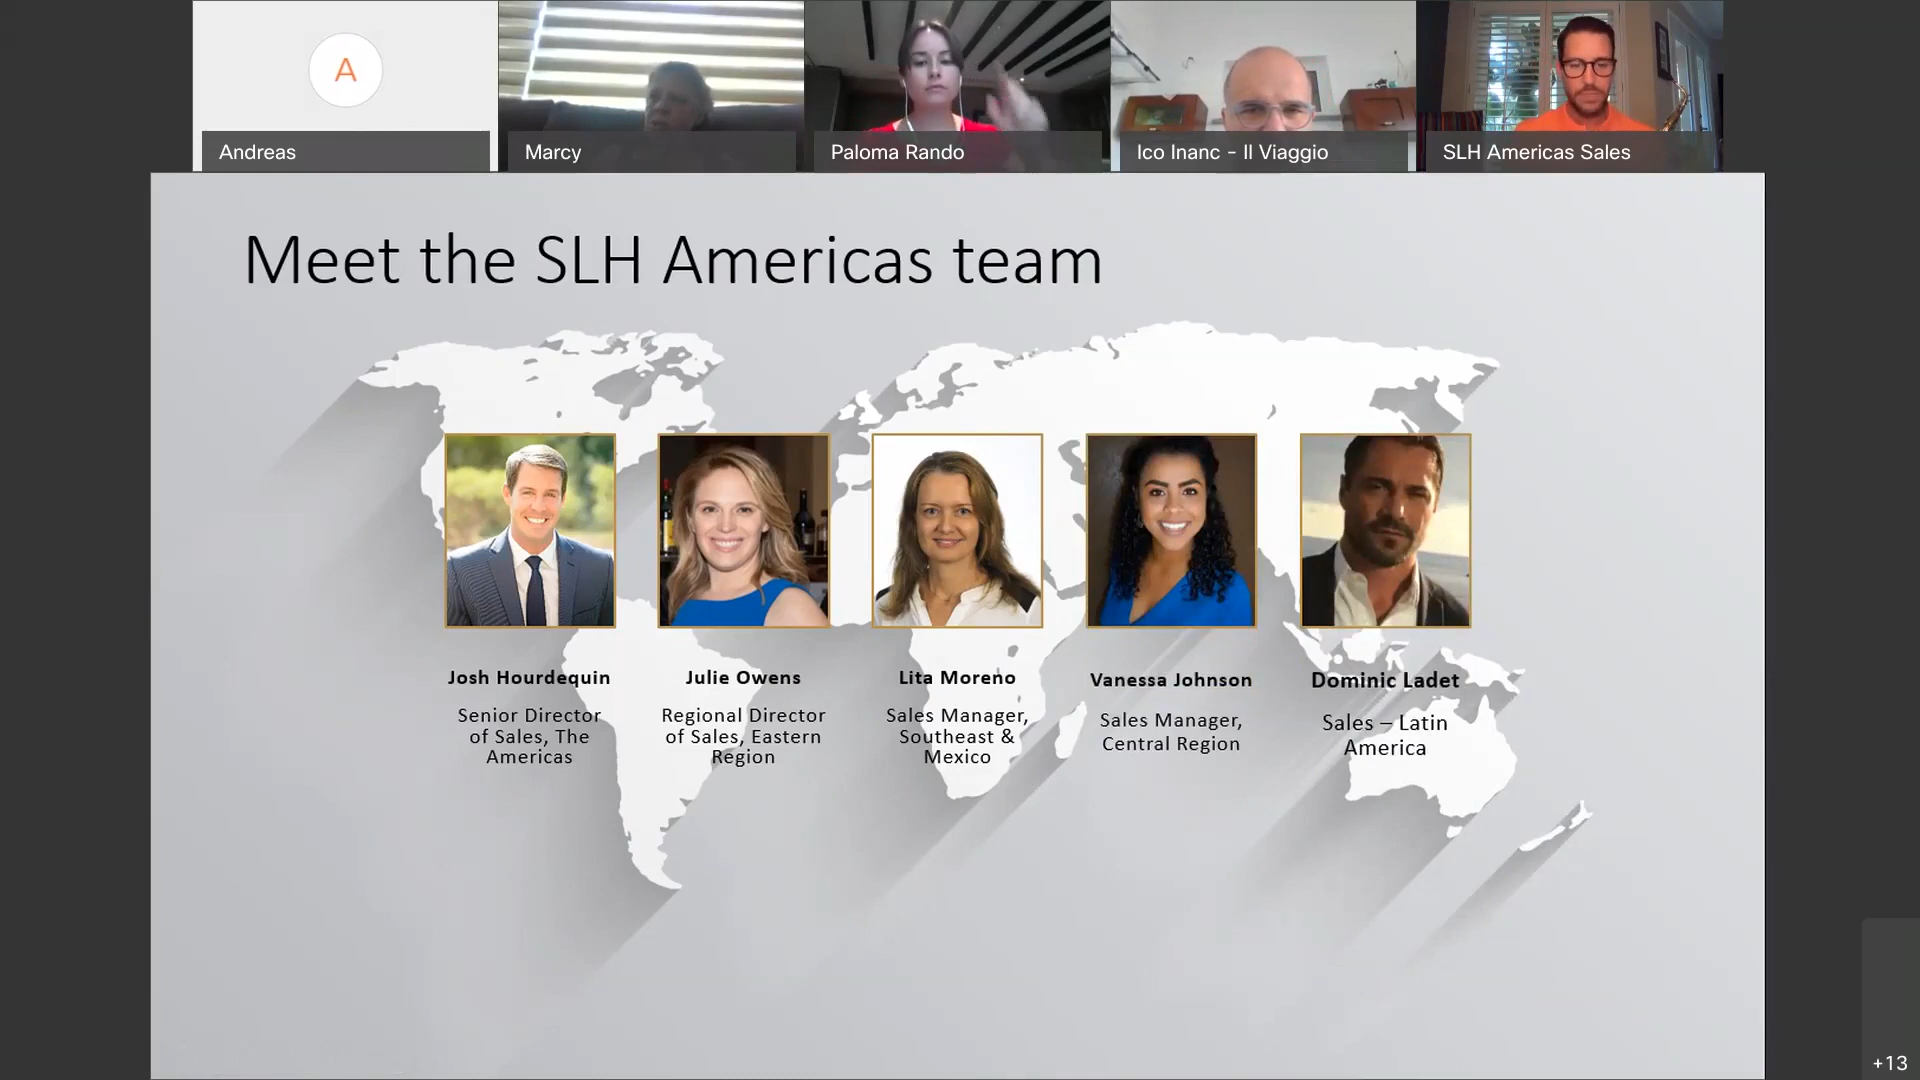 A
Andreas
Marcy
Paloma Rando
Ico Inanc - Il Viaggio
SLH Americas Sales
Meet the SLH Americas team
Josh Hourdequin
Senior Director
of Sales, The
Americas
Julie Owens
Regional Director
of Sales, Eastern
Region
Lita Moreno
Sales Manager,
Southeast &
Mexico
Vanessa Johnson
Sales Manager,
Central Region
Dominic Ladet
Sales – Latin
America
+13